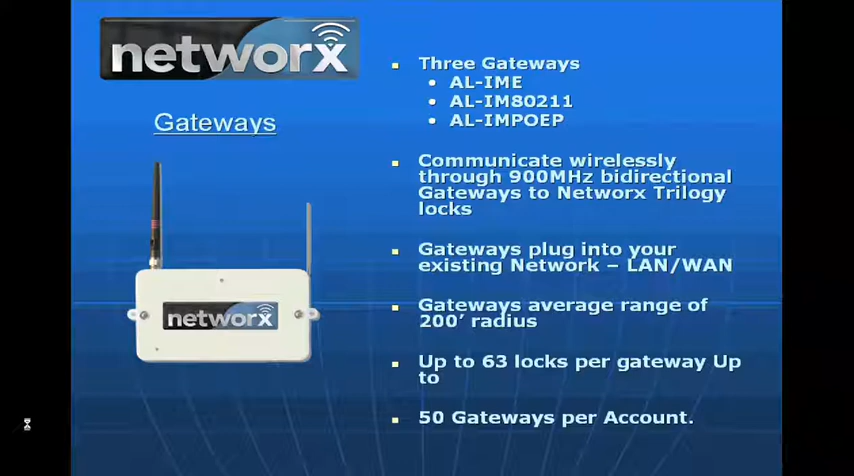 networx
Gateways
networx
Three Gateways
AL-IME
AL-IM80211
AL-IMPOEP
Communicate wirelessly
through 900MHz bidirectional
Gateways to Networx Trilogy
locks
Gateways plug into your
existing Network – LAN/WAN
Gateways average range of
200’ radius
Up to 63 locks per gateway Up
to
50 Gateways per Account.